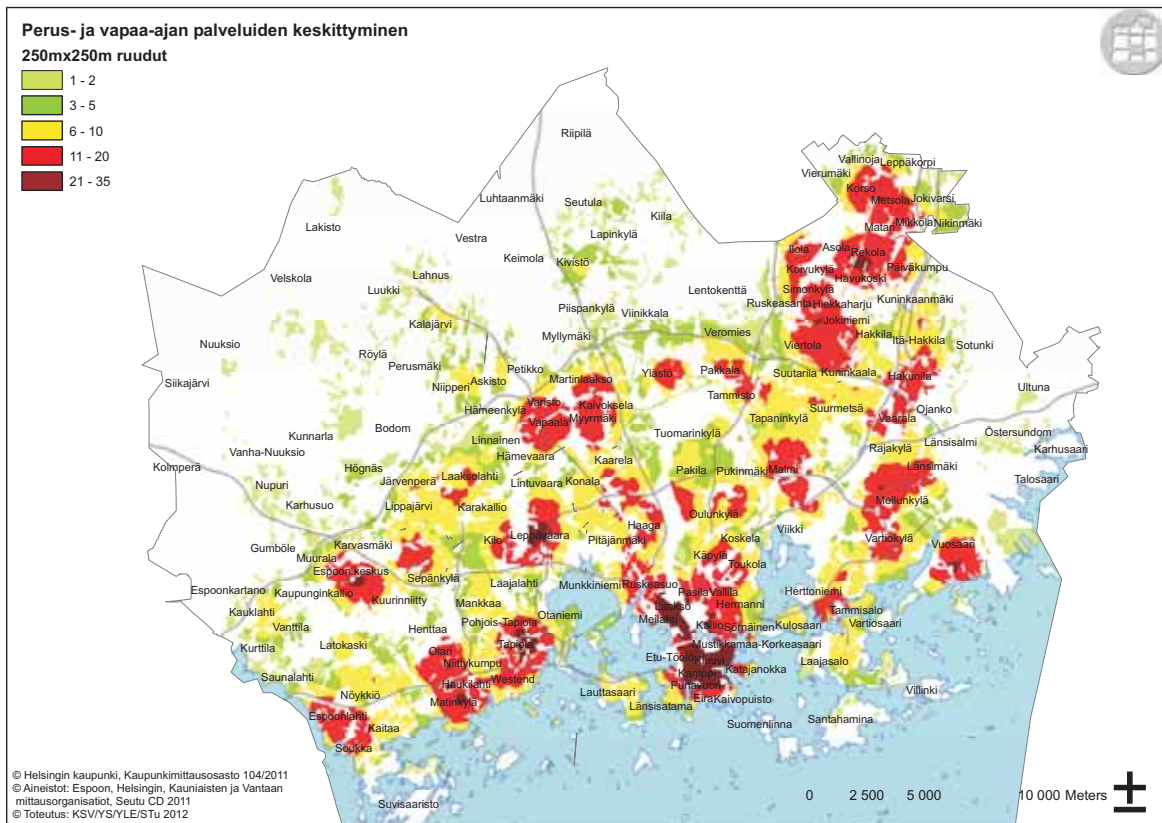 Perus- ja vapaa-ajan palveluiden keskittyminen
250mx250m ruudut
1 - 2
3 - 5
6 - 10
11 - 20
21 - 35
Riipilä
Vallinoja
Leppäkorpi
Vierumäki
Korso
Metsola
Jokivarsi
Luhtaanmäki
Seutula
Kiila
Lakisto
Matari
Mikkola
Nikinmäki
Vestra
Lapinkylä
Ilola
Asola
Rekola
Keimola
Kivistö
Koivukylä
Havukoski
Päiväkumpu
Velskola
Lahnus
Luukki
Lentokenttä
Simonkylä
Ruskeasanta
Hiekkaharju
Kuninkaanmäki
Piispankylä
Viinikkala
Kalajärvi
Jokiniemi
Myllymäki
Veromies
Viertola
Hakkila
Itä-Hakkila
Sotunki
Nuuksio
Röylä
Perusmäki
Petikko
Siikajärvi
Niipperi
Askisto
Martinlaakso
Ylästö
Pakkala
Suutarila
Kuninkaala
Hakunila
Ultuna
Tammisto
Hämeenkylä
Varisto
Kaivoksela
Vapaala
Myyrmäki
Tapaninkylä
Suurmetsä
Vaarala
Ojanko
Bodom
Kunnarla
Linnainen
Tuomarinkylä
Östersundom
Vanha-Nuuksio
Hämevaara
Rajakylä
Länsisalmi
Karhusaari
Kolmperä
Högnäs
Järvenperä
Laaksolahti
Lintuvaara
Konala
Kaarela
Pakila
Pukinmäki
Malmi
Länsimäki
Talosaari
Nupuri
Karhusuo
Lippajärvi
Karakallio
Mellunkylä
Oulunkylä
Haaga
Viikki
Gumböle
Karvasmäki
Kilo
Leppävaara
Pitäjänmäki
Koskela
Vartiokylä
Vuosaari
Muurala
Espoon keskus
Käpylä
Toukola
Espoonkartano
Kaupunginkallio
Sepänkylä
Kuurinniitty
Laajalahti
Munkkiniemi
Ruskeasuo
Pasila
Vallila
Herttoniemi
Kauklahti
Mankkaa
Laakso
Hermanni
Tammisalo
Vanttila
Henttaa
Pohjois-Tapiola
Otaniemi
Meilahti
Kallio
Sörnäinen
Kulosaari
Vartiosaari
Kurttila
Latokaski
Olari
Tapiola
Mustikkamaa-Korkeasaari
Etu-Töölö
Kluuvi
Laajasalo
Saunalahti
Niittykumpu
Katajanokka
Kamppi
Nöykkiö
Haukilahti
Westend
Punavuori
Villinki
Matinkylä
Lauttasaari
Eira
Kaivopuisto
Länsisatama
Espoonlahti
Kaitaa
Suomenlinna
Santahamina
Soukka
Suvisaaristo
© Helsingin kaupunki, Kaupunkimittausosasto 104/2011
© Aineistot: Espoon, Helsingin, Kauniaisten ja Vantaan
mittausorganisatiot, Seutu CD 2011
© Toteutus: KSV/YS/YLE/STu 2012
0 2 500 5 000 10 000 Meters